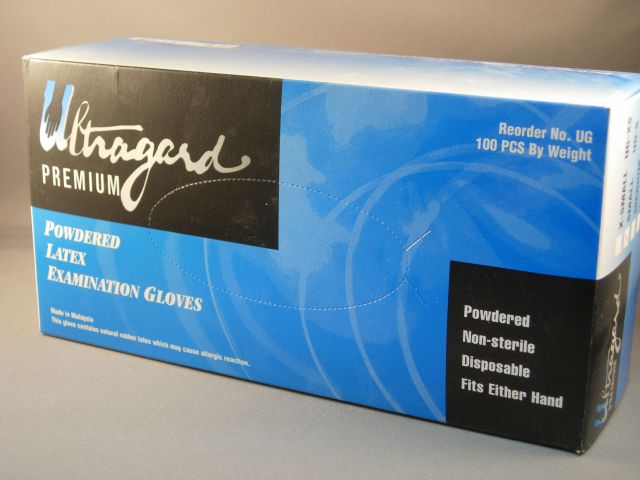 Ultragard
PREMIUM
Reorder No. UG
100 PCS By Weight
POWDERED
LATEX
EXAMINATION GLOVES
Made in Malaysia
This glove contains natural rubber latex which may cause allergic reaction.
Powdered
Non-sterile
Disposable
Fits Either Hand
X-SMALL
Ultragard